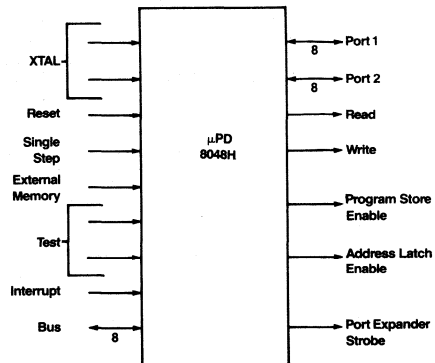 XTAL
Reset
Single
Step
External
Memory
Test
Interrupt
Bus
8
μPD
8048H
8
Port 1
8
Port 2
Read
Write
Program Store
Enable
Address Latch
Enable
Port Expander
Strobe